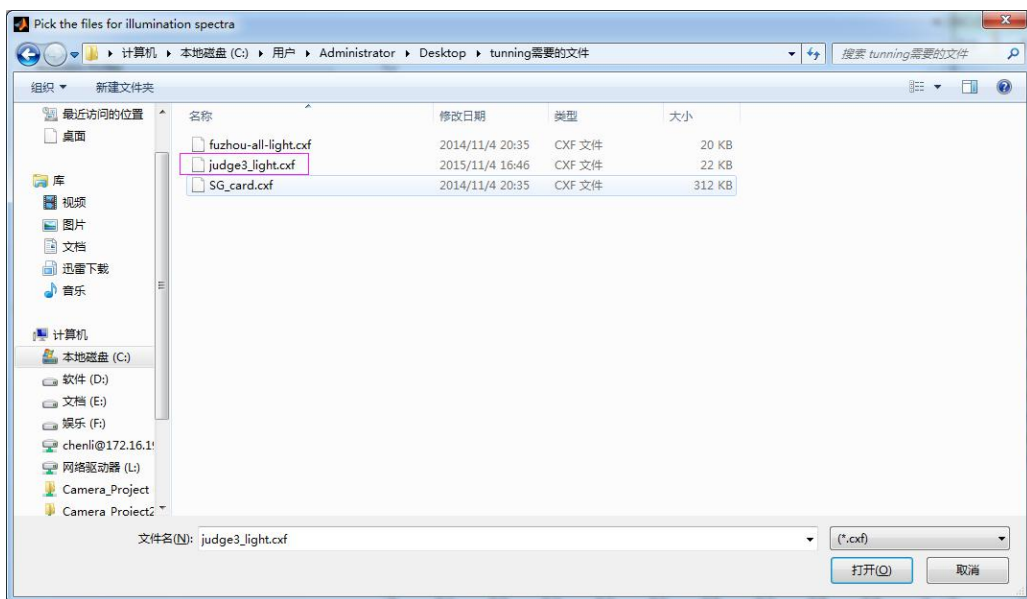 Pick the files for illumination spectra
计算机 本地磁盘 (C:) 用户 Administrator Desktop tunning需要的文件 搜索 tunning需要的文件
组织 新建文件夹
最近访问的位置
桌面
库
视频
图片
文档
迅雷下载
音乐
计算机
本地磁盘 (C:)
软件 (D:)
文档 (E:)
娱乐 (F:)
chenli@172.16.19
网络驱动器 (L:)
Camera_Project
Camera Project2
名称 修改日期 类型 大小
fuzhou-all-light.cxf 2014/11/4 20:35 CXF 文件 20 KB
judge3_light.cxf 2015/11/4 16:46 CXF 文件 22 KB
SG_card.cxf 2014/11/4 20:35 CXF 文件 312 KB
文件名(N): judge3_light.cxf (*.cxf)
打开(O) 取消